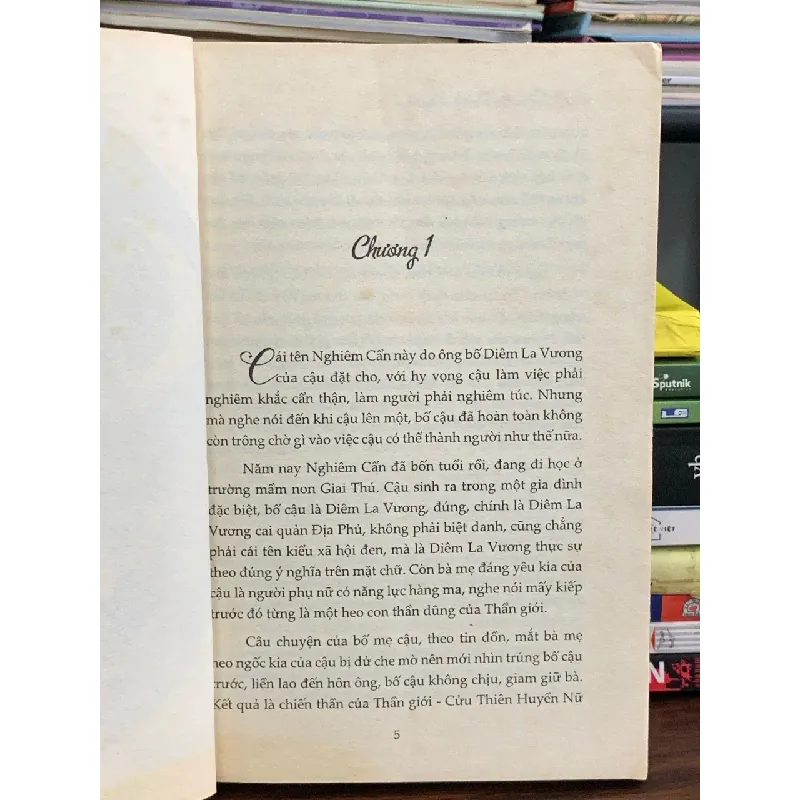 Chương 1
Cái tên Nghiêm Cẩn này do ông bố Diêm La Vương
của cậu đặt cho, với hy vọng cậu làm việc phải
nghiêm khắc cẩn thận, làm người phải nghiêm túc. Nhưng
mà nghe nói đến khi cậu lên một, bố cậu đã hoàn toàn không
còn trông chờ gì vào việc cậu có thể thành người như thế nữa.
Năm nay Nghiêm Cẩn đã bốn tuổi rồi, đang đi học ở
trường mầm non Giai Thú. Cậu sinh ra trong một gia đình
đặc biệt, bố cậu là Diêm La Vương, đúng, chính là Diêm La
Vương cai quản Địa Phủ, không phải biệt danh, cũng chẳng
phải cái tên kiểu xã hội đen, mà là Diêm La Vương thực sự
theo đúng ý nghĩa trên mặt chữ. Còn bà mẹ đáng yêu kia của
cậu là người phụ nữ có năng lực hàng ma, nghe nói mấy kiếp
trước đó từng là một heo con thần dũng của Thần giới.
Câu chuyện của bố mẹ cậu, theo tin đồn, mắt bà mẹ
heo ngốc kia của cậu bị dử che mờ nên mới nhìn trúng bố cậu
trước, liền lao đến hôn ông, bố cậu không chịu, giam giữ bà.
Kết quả là chiến thần của Thần giới - Cửu Thiên Huyền Nữ
5
Sputnik